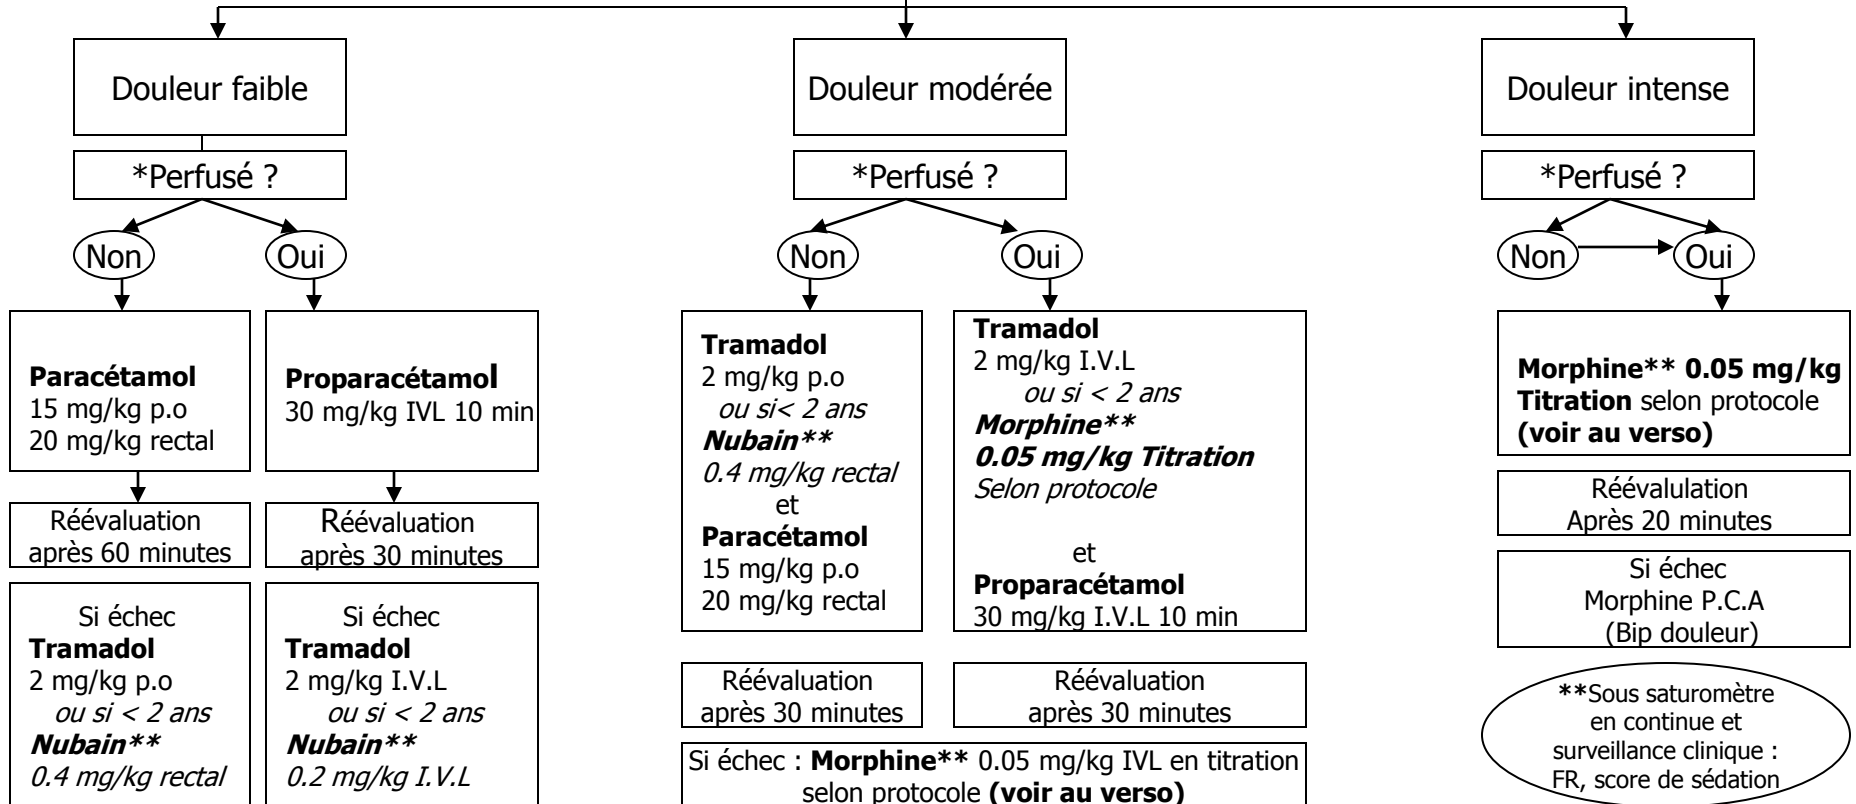 Douleur faible
*Perfusé ?
Non
Oui
Paracétamol
15 mg/kg p.o
20 mg/kg rectal
Proparacétamol
30 mg/kg IVL 10 min
Réévaluation
après 60 minutes
Réévaluation
après 30 minutes
Si échec
Tramadol
2 mg/kg p.o
ou si < 2 ans
Nubain**
0.4 mg/kg rectal
Si échec
Tramadol
2 mg/kg I.V.L
ou si < 2 ans
Nubain**
0.2 mg/kg I.V.L
Douleur modérée
*Perfusé ?
Non
Oui
Tramadol
2 mg/kg p.o
ou si< 2 ans
Nubain**
0.4 mg/kg rectal
et
Paracétamol
15 mg/kg p.o
20 mg/kg rectal
Tramadol
2 mg/kg I.V.L
ou si < 2 ans
Morphine**
0.05 mg/kg Titration
Selon protocole
et
Proparacétamol
30 mg/kg I.V.L 10 min
Réévaluation
après 30 minutes
Réévaluation
après 30 minutes
Si échec : Morphine** 0.05 mg/kg IVL en titration
selon protocole (voir au verso)
Douleur intense
*Perfusé ?
Non
Oui
Morphine** 0.05 mg/kg
Titration selon protocole
(voir au verso)
Réévalulation
Après 20 minutes
Si échec
Morphine P.C.A
(Bip douleur)
**Sous saturomètre
en continue et
surveillance clinique :
FR, score de sédation